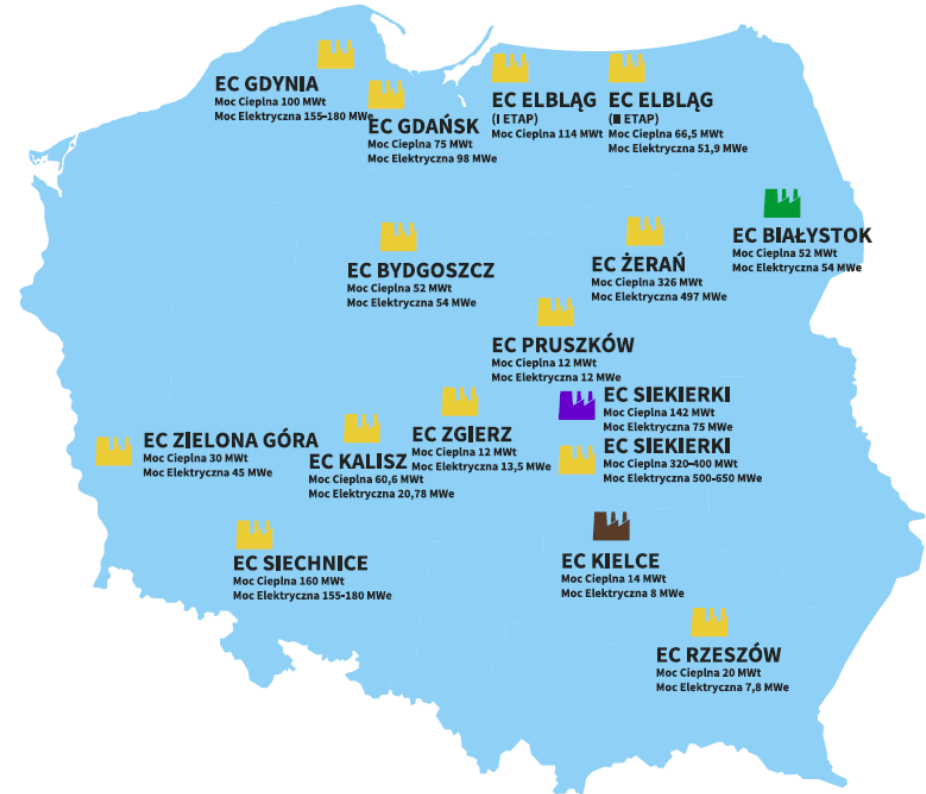 EC GDYNIA
Moc Cieplna 100 MWt
Moc Elektryczna 155-180 MWe
EC GDAŃSK
Moc Cieplna 75 MWt
Moc Elektryczna 98 MWe
EC ELBLĄG
(I ETAP)
Moc Cieplna 114 MWt
EC ELBLĄG
(II ETAP)
Moc Cieplna 66,5 MWt
Moc Elektryczna 51,9 MWe
EC BIAŁYSTOK
Moc Cieplna 52 MWt
Moc Elektryczna 54 MWe
EC BYDGOSZCZ
Moc Cieplna 52 MWt
Moc Elektryczna 54 MWe
EC ŻERAŃ
Moc Cieplna 326 MWt
Moc Elektryczna 497 MWe
EC PRUSZKÓW
Moc Cieplna 12 MWt
Moc Elektryczna 12 MWe
EC SIEKIERKI
Moc Cieplna 142 MWt
Moc Elektryczna 75 MWe
EC SIEKIERKI
Moc Cieplna 320-400 MWt
Moc Elektryczna 500-650 MWe
EC ZGIERZ
Moc Cieplna 12 MWt
Moc Elektryczna 13,5 MWe
EC KALISZ
Moc Cieplna 60,6 MWt
Moc Elektryczna 20,78 MWe
EC ZIELONA GÓRA
Moc Cieplna 30 MWt
Moc Elektryczna 45 MWe
EC SIECHNICE
Moc Cieplna 160 MWt
Moc Elektryczna 155-180 MWe
EC KIELCE
Moc Cieplna 14 MWt
Moc Elektryczna 8 MWe
EC RZESZÓW
Moc Cieplna 20 MWt
Moc Elektryczna 7,8 MWe